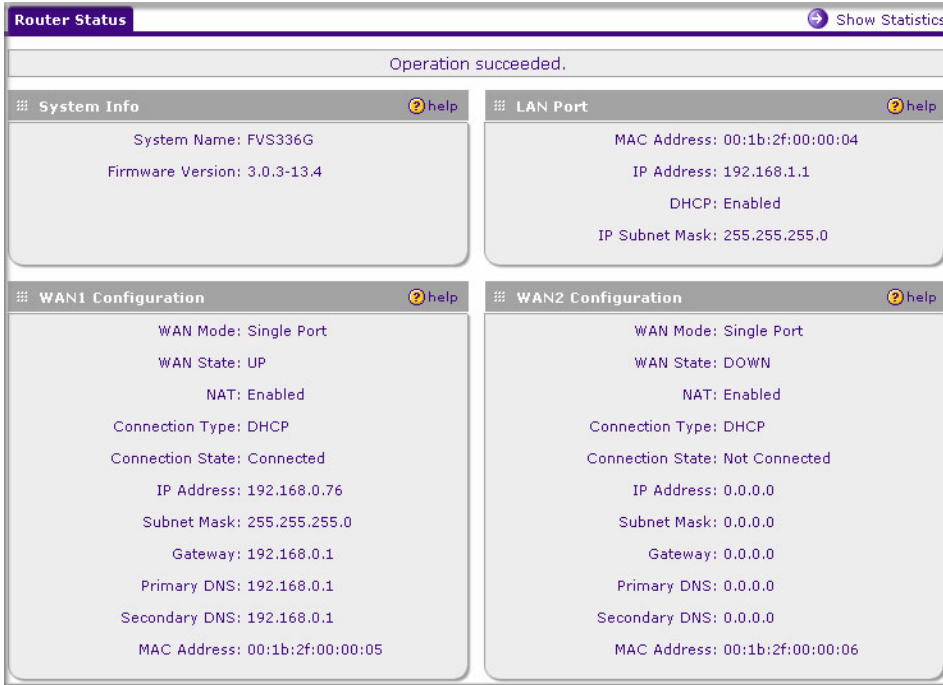 Router Status
Show Statistics
Operation succeeded.
System Info
help
System Name: FVS336G
Firmware Version: 3.0.3-13.4
LAN Port
help
MAC Address: 00:1b:2f:00:00:04
IP Address: 192.168.1.1
DHCP: Enabled
IP Subnet Mask: 255.255.255.0
WAN1 Configuration
help
WAN Mode: Single Port
WAN State: UP
NAT: Enabled
Connection Type: DHCP
Connection State: Connected
IP Address: 192.168.0.76
Subnet Mask: 255.255.255.0
Gateway: 192.168.0.1
Primary DNS: 192.168.0.1
Secondary DNS: 192.168.0.1
MAC Address: 00:1b:2f:00:00:05
WAN2 Configuration
help
WAN Mode: Single Port
WAN State: DOWN
NAT: Enabled
Connection Type: DHCP
Connection State: Not Connected
IP Address: 0.0.0.0
Subnet Mask: 0.0.0.0
Gateway: 0.0.0.0
Primary DNS: 0.0.0.0
Secondary DNS: 0.0.0.0
MAC Address: 00:1b:2f:00:00:06